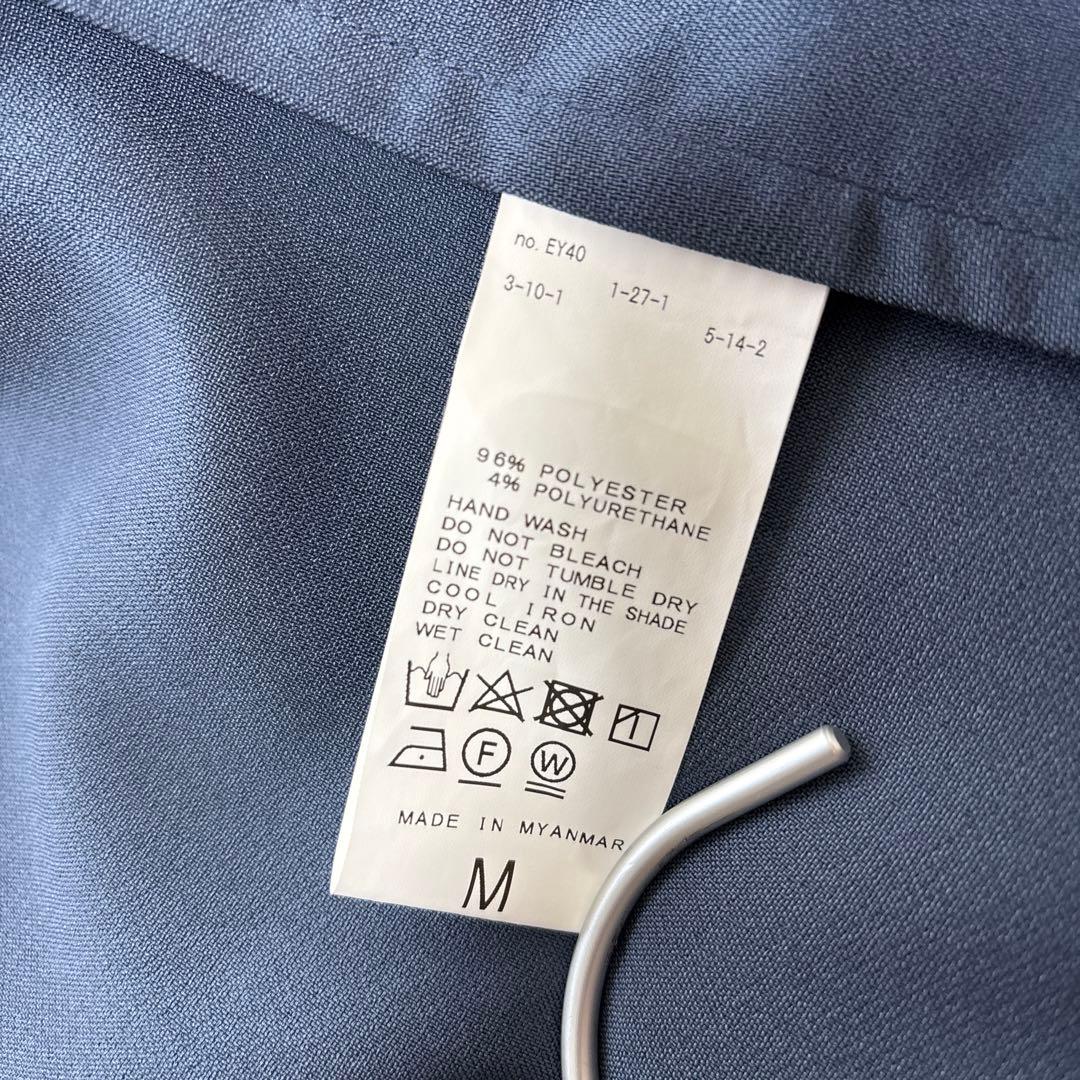 no. EY40
3-10-1 1-27-1 5-14-2
96% POLYESTER
4% POLYURETHANE
HAND WASH
DO NOT BLEACH
DO NOT TUMBLE DRY
LINE DRY IN THE SHADE
COOL IRON
DRY CLEAN
WET CLEAN
F W
MADE IN MYANMAR
M